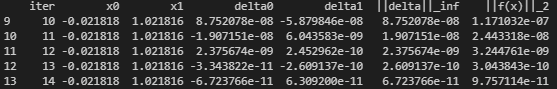 iter x0 x1 delta0 delta1 ||delta||_inf ||f(x)||_2
9 10 -0.021818 1.021816 8.752078e-08 -5.879846e-08 8.752078e-08 1.171032e-07
10 11 -0.021818 1.021816 -1.907151e-08 6.043583e-09 1.907151e-08 2.443318e-08
11 12 -0.021818 1.021816 2.375674e-09 2.452962e-10 2.375674e-09 3.244761e-09
12 13 -0.021818 1.021816 -3.343822e-11 -2.609137e-10 2.609137e-10 3.043843e-10
13 14 -0.021818 1.021816 -6.723766e-11 6.309200e-11 6.723766e-11 9.757114e-11